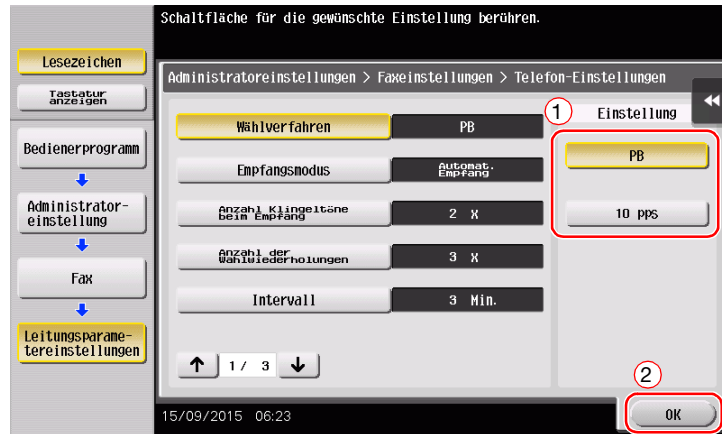 Schaltfläche für die gewünschte Einstellung berühren.
Lesezeichen
Tastatur
anzeigen
Bedienerprogramm
Administrator-
einstellung
Fax
Leitungsparame-
tereinstellungen
Administratoreinstellungen > Faxeinstellungen > Telefon-Einstellungen
Wählverfahren
PB
Empfangsmodus
Automat.
Empfang
Anzahl Klingeltöne
beim Empfang
2 X
Anzahl der
Wahlwiederholungen
3 X
Intervall
3 Min.
1/ 3
1
Einstellung
PB
10 pps
2
OK
15/09/2015 06:23